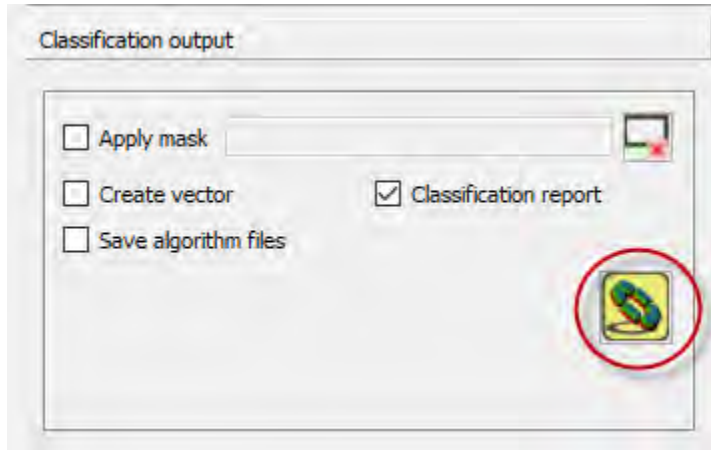 Classification output
Apply mask
Create vector
Classification report
Save algorithm files